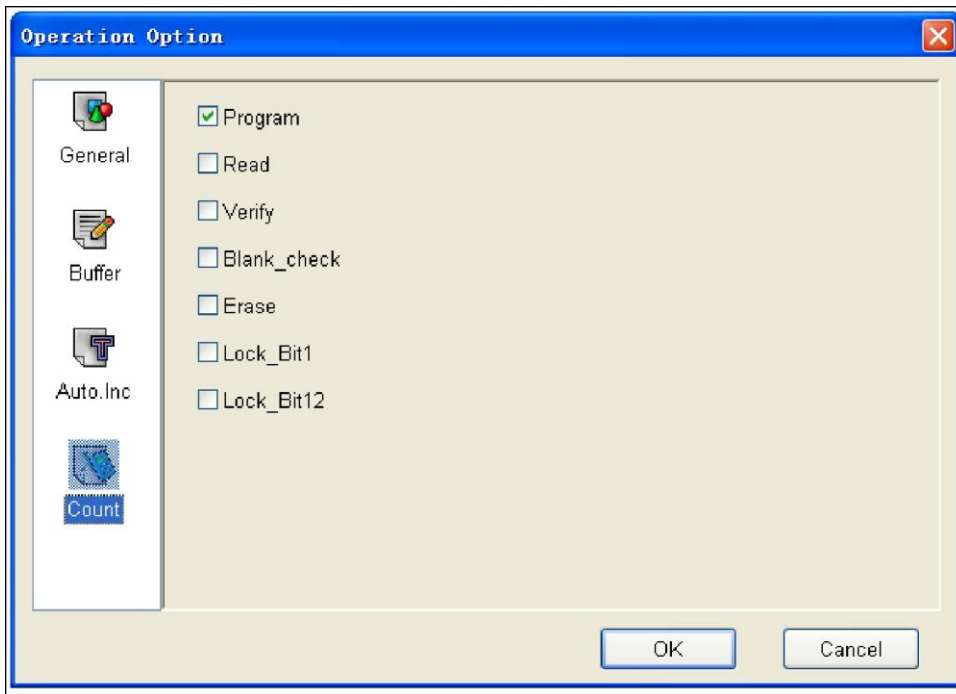 Operation Option
General
Buffer
Auto.Inc
Count
Program
Read
Verify
Blank_check
Erase
Lock_Bit1
Lock_Bit12
OK
Cancel